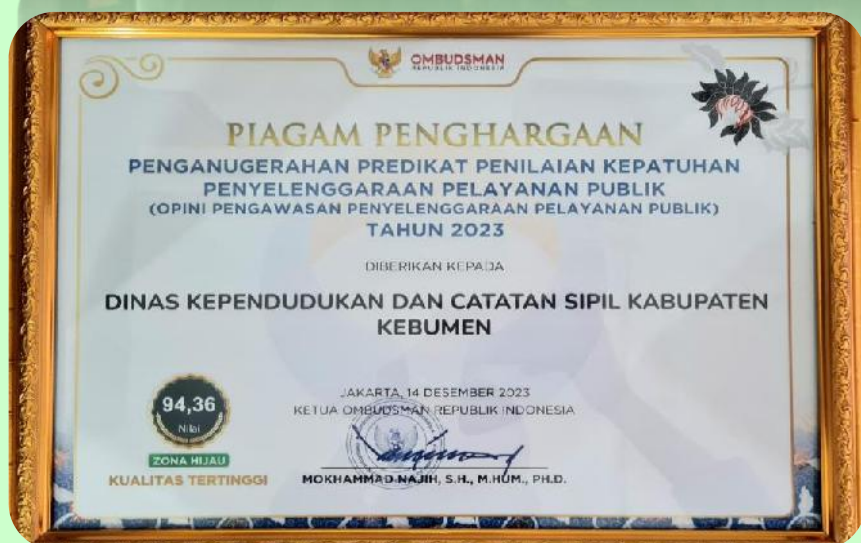 OMBUDSMAN
REPUBLIK INDONESIA
PIAGAM PENGHARGAAN
PENGANUGERAHAN PREDIKAT PENILAIAN KEPATUHAN
PENYELENGGARAAN PELAYANAN PUBLIK
(OPINI PENGAWASAN PENYELENGGARAAN PELAYANAN PUBLIK)
TAHUN 2023
DIBERIKAN KEPADA
DINAS KEPENDUDUKAN DAN CATATAN SIPIL KABUPATEN
KEBUMEN
94,36
Nilai
ZONA HIJAU
KUALITAS TERTINGGI
JAKARTA, 14 DESEMBER 2023
KETUA OMBUDSMAN REPUBLIK INDONESIA
MOKHAMMAD NAJIH, S.H., M.HUM., PH.D.